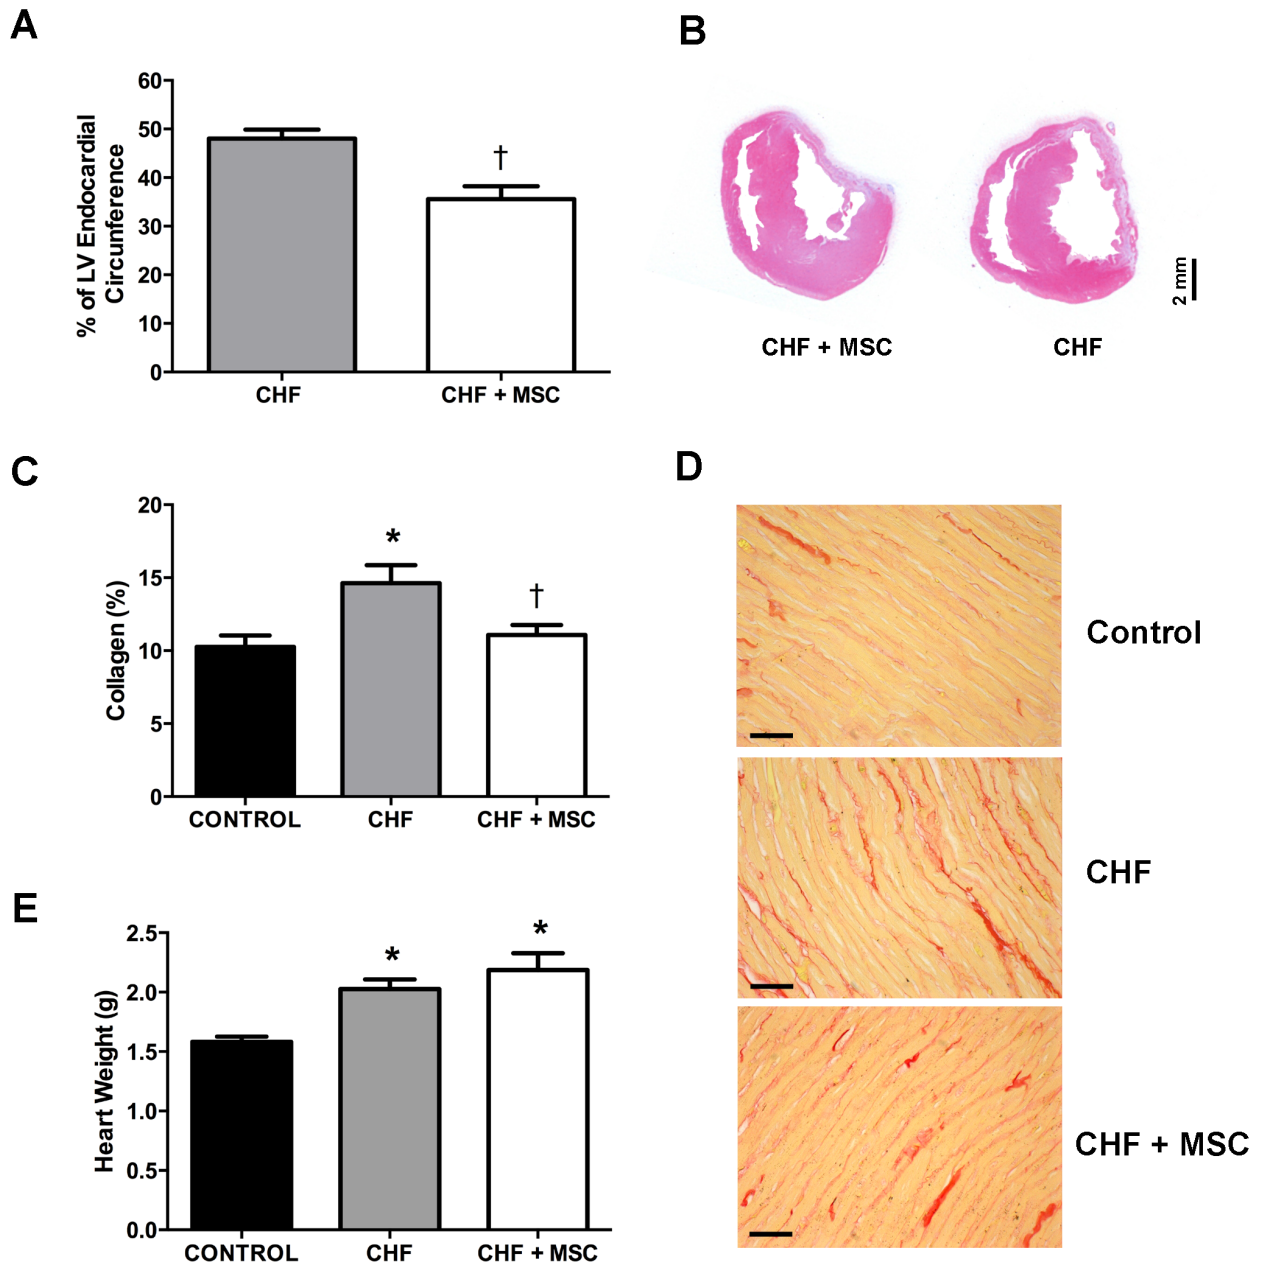 A
60
50
40
30
20
10
0
% of LV Endocardial
Circunference
†
CHF
CHF + MSC
B
CHF + MSC
CHF
2 mm
C
20
15
10
5
0
Collagen (%)
*
†
CONTROL
CHF
CHF + MSC
D
Control
CHF
CHF + MSC
E
2.5
2.0
1.5
1.0
0.5
0.0
Heart Weight (g)
*
*
CONTROL
CHF
CHF + MSC